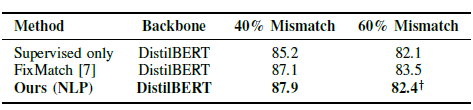 Method Backbone 40% Mismatch 60% Mismatch
Supervised only DistilBERT 85.2 82.1
FixMatch [7] DistilBERT 87.1 83.5
Ours (NLP) DistilBERT 87.9 82.4†